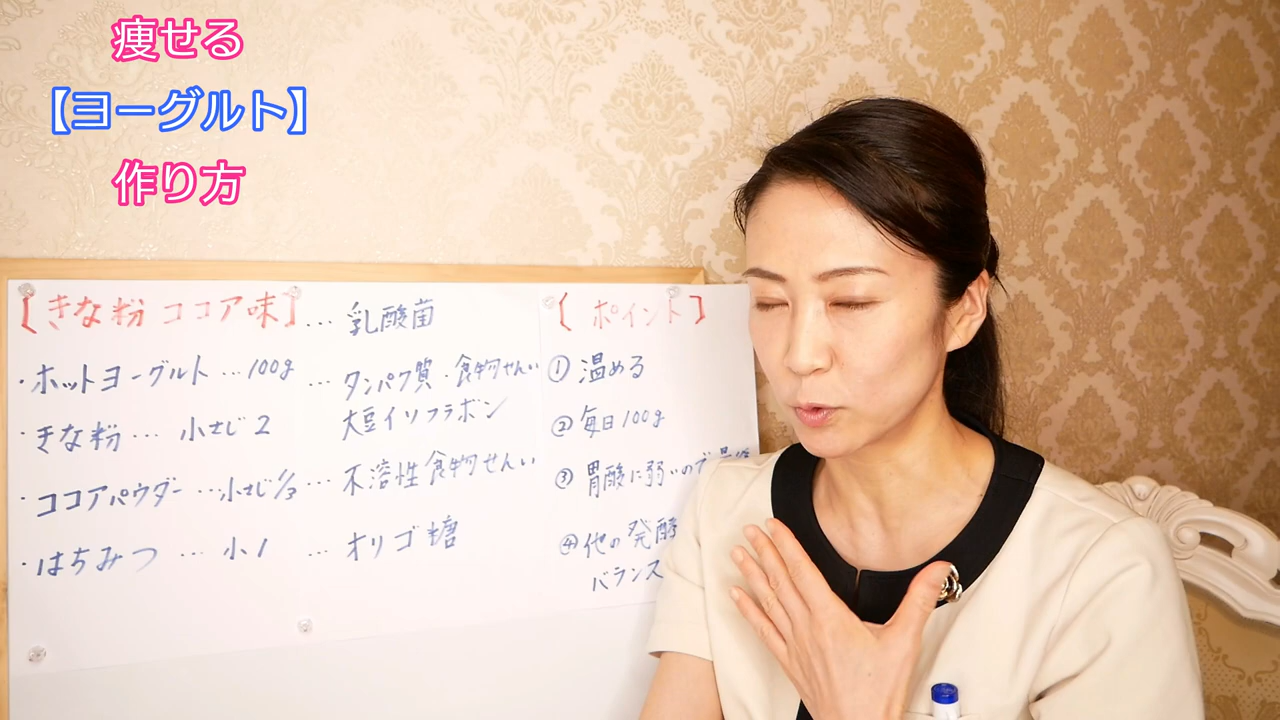 痩せる
【ヨーグルト】
作り方
【きな粉 ココア味】… 乳酸菌
・ホットヨーグルト…100g … タンパク質・食物せんい
大豆イソフラボン
・きな粉… 小さじ2
・ココアパウダー…小さじ1/3 … 不溶性食物せんい
・はちみつ … 小1 … オリゴ糖
【ポイント】
① 温める
② 毎日100g
③ 胃酸に弱いので
④ 他の発酵
バランス